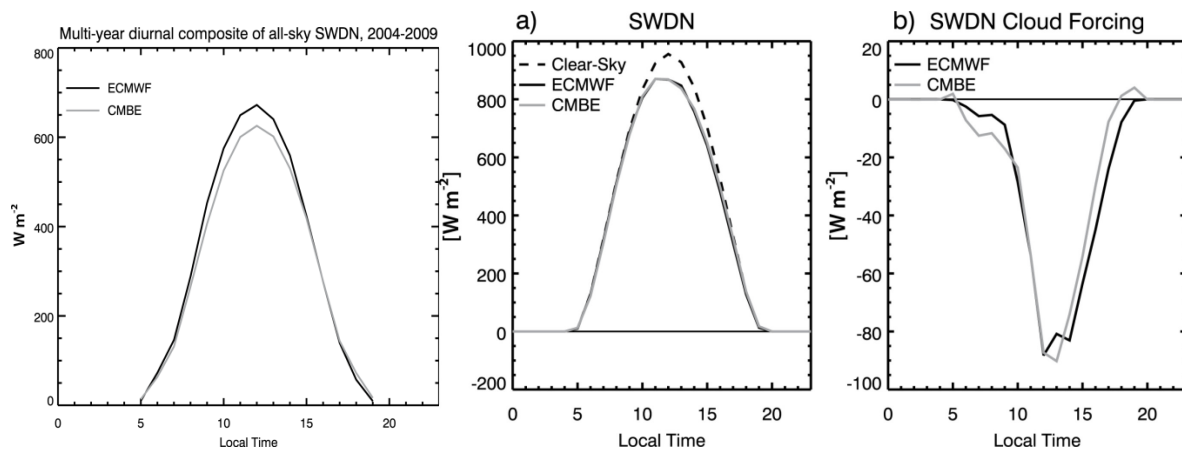 Multi-year diurnal composite of all-sky SWDN, 2004-2009
800
600
400
200
0
W m⁻²
ECMWF
CMBE
0 5 10 15 20
Local Time
a) SWDN
1000
800
600
400
200
0
-200
[W m⁻²]
Clear-Sky
ECMWF
CMBE
0 5 10 15 20
Local Time
b) SWDN Cloud Forcing
20
0
-20
-40
-60
-80
-100
[W m⁻²]
ECMWF
CMBE
0 5 10 15 20
Local Time